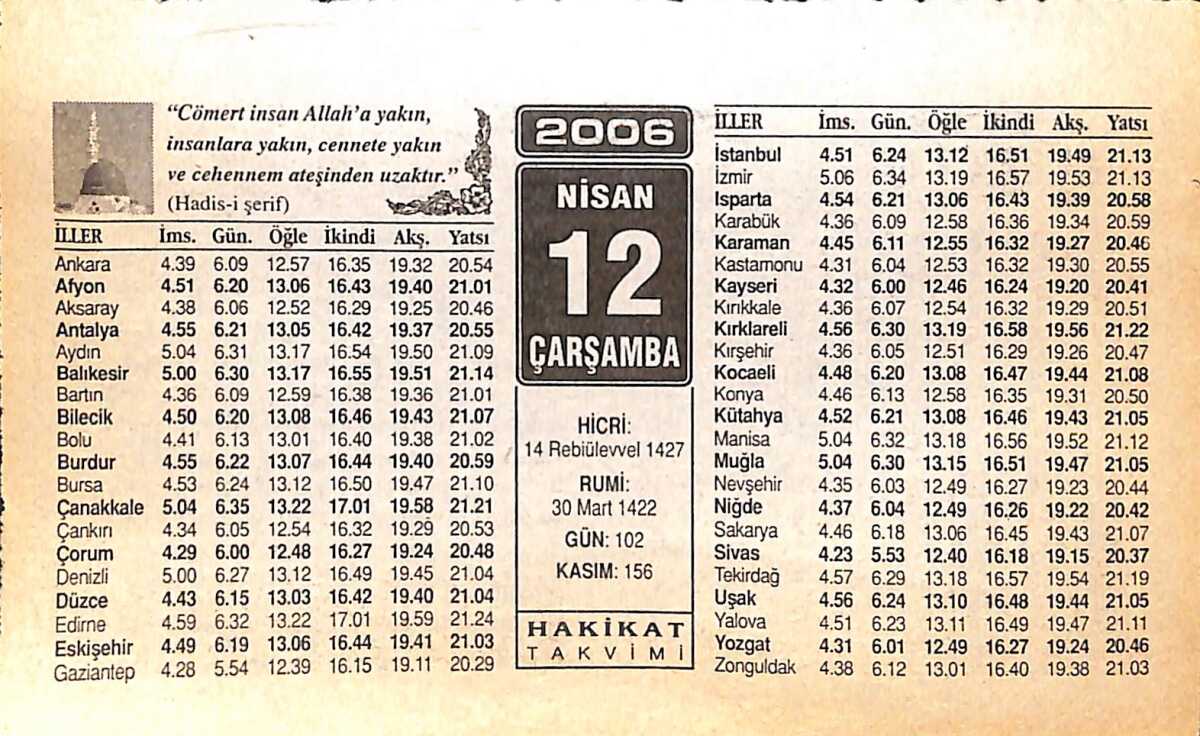 “Cömert insan Allah’a yakın,
insanlara yakın, cennete yakın
ve cehennem ateşinden uzaktır.”
(Hadis-i şerif)
İLLER İms. Gün. Öğle İkindi Akş. Yatsı
Ankara 4.39 6.09 12.57 16.35 19.32 20.54
Afyon 4.51 6.20 13.06 16.43 19.40 21.01
Aksaray 4.38 6.06 12.52 16.29 19.25 20.46
Antalya 4.55 6.21 13.05 16.42 19.37 20.55
Aydın 5.04 6.31 13.17 16.54 19.50 21.09
Balıkesir 5.00 6.30 13.17 16.55 19.51 21.14
Bartın 4.36 6.09 12.59 16.38 19.36 21.01
Bilecik 4.50 6.20 13.08 16.46 19.43 21.07
Bolu 4.41 6.13 13.01 16.40 19.38 21.02
Burdur 4.55 6.22 13.07 16.44 19.40 20.59
Bursa 4.53 6.24 13.12 16.50 19.47 21.10
Çanakkale 5.04 6.35 13.22 17.01 19.58 21.21
Çankırı 4.34 6.05 12.54 16.32 19.29 20.53
Çorum 4.29 6.00 12.48 16.27 19.24 20.48
Denizli 5.00 6.27 13.12 16.49 19.45 21.04
Düzce 4.43 6.15 13.03 16.42 19.40 21.04
Edirne 4.59 6.32 13.22 17.01 19.59 21.24
Eskişehir 4.49 6.19 13.06 16.44 19.41 21.03
Gaziantep 4.28 5.54 12.39 16.15 19.11 20.29
2006
NİSAN
12
ÇARŞAMBA
HİCRİ:
14 Rebiülevvel 1427
RUMİ:
30 Mart 1422
GÜN: 102
KASIM: 156
HAKİKAT
TAKVİMİ
İLLER İms. Gün. Öğle İkindi Akş. Yatsı
İstanbul 4.51 6.24 13.12 16.51 19.49 21.13
İzmir 5.06 6.34 13.19 16.57 19.53 21.13
Isparta 4.54 6.21 13.06 16.43 19.39 20.58
Karabük 4.36 6.09 12.58 16.36 19.34 20.59
Karaman 4.45 6.11 12.55 16.32 19.27 20.46
Kastamonu 4.31 6.04 12.53 16.32 19.30 20.55
Kayseri 4.32 6.00 12.46 16.24 19.20 20.41
Kırıkkale 4.36 6.07 12.54 16.32 19.29 20.51
Kırklareli 4.56 6.30 13.19 16.58 19.56 21.22
Kırşehir 4.36 6.05 12.51 16.29 19.26 20.47
Kocaeli 4.48 6.20 13.08 16.47 19.44 21.08
Konya 4.46 6.13 12.58 16.35 19.31 20.50
Kütahya 4.52 6.21 13.08 16.46 19.43 21.05
Manisa 5.04 6.32 13.18 16.56 19.52 21.12
Muğla 5.04 6.30 13.15 16.51 19.47 21.05
Nevşehir 4.35 6.03 12.49 16.27 19.23 20.44
Niğde 4.37 6.04 12.49 16.26 19.22 20.42
Sakarya 4.46 6.18 13.06 16.45 19.43 21.07
Sivas 4.23 5.53 12.40 16.18 19.15 20.37
Tekirdağ 4.57 6.29 13.18 16.57 19.54 21.19
Uşak 4.56 6.24 13.10 16.48 19.44 21.05
Yalova 4.51 6.23 13.11 16.49 19.47 21.11
Yozgat 4.31 6.01 12.49 16.27 19.24 20.46
Zonguldak 4.38 6.12 13.01 16.40 19.38 21.03